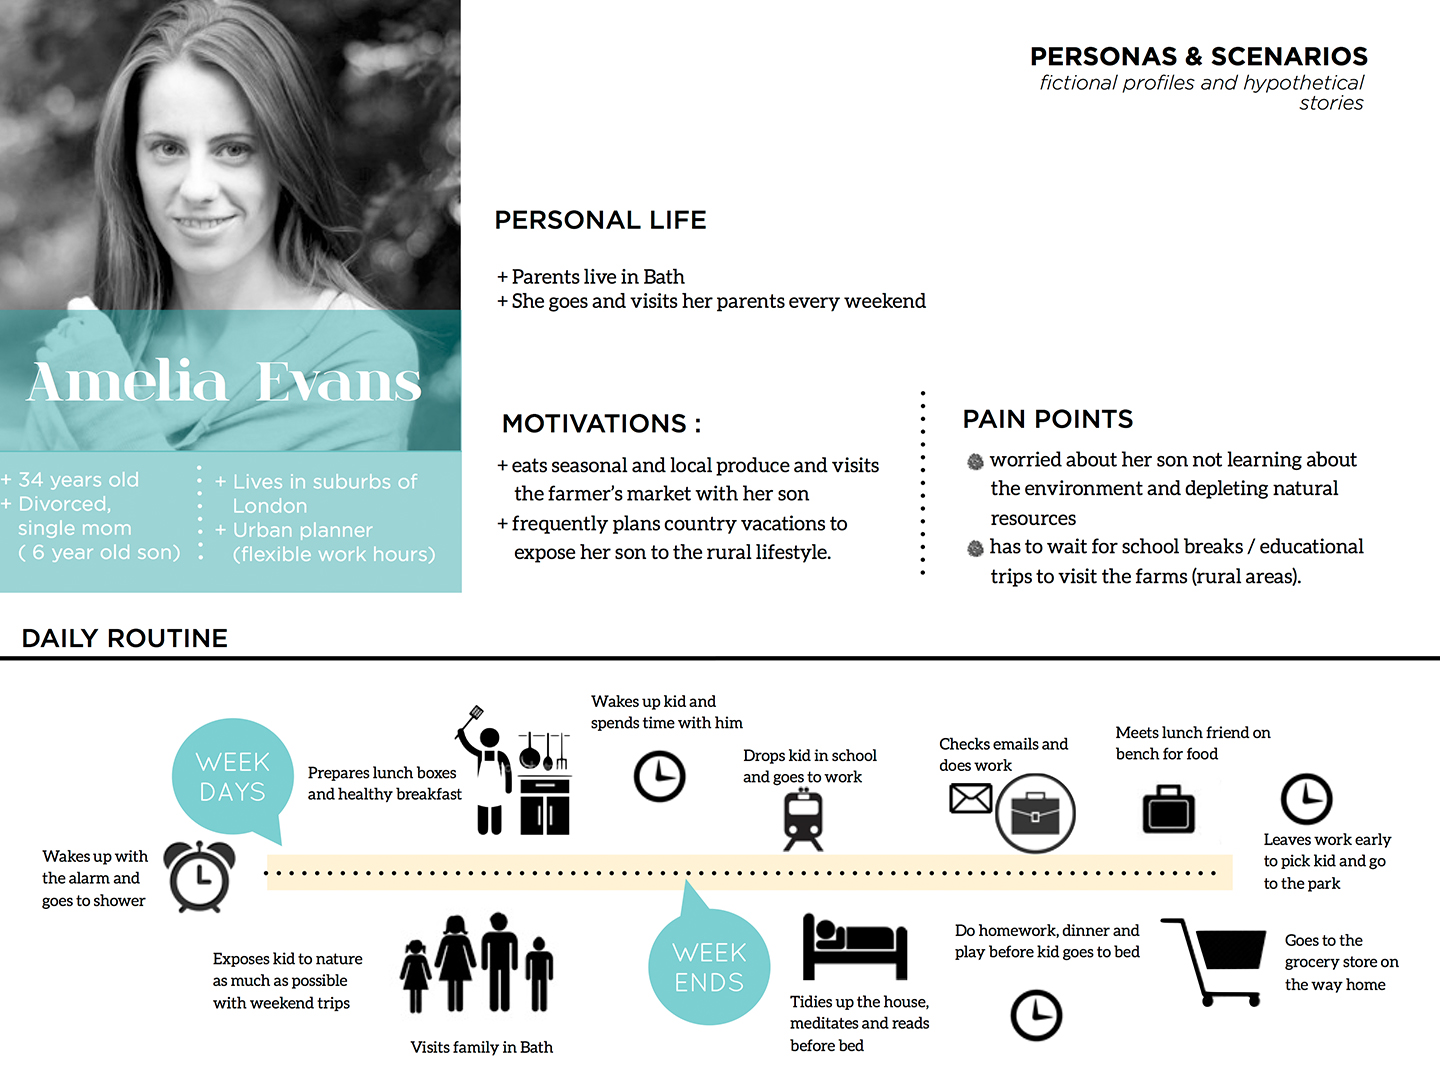 PERSONAS & SCENARIOS
fictional profiles and hypothetical
stories
Amelia Evans
+ 34 years old
+ Divorced,
single mom
( 6 year old son)
+ Lives in suburbs of
London
+ Urban planner
(flexible work hours)
PERSONAL LIFE
+ Parents live in Bath
+ She goes and visits her parents every weekend
MOTIVATIONS :
+ eats seasonal and local produce and visits
the farmer's market with her son
+ frequently plans country vacations to
expose her son to the rural lifestyle.
PAIN POINTS
worried about her son not learning about
the environment and depleting natural
resources
has to wait for school breaks / educational
trips to visit the farms (rural areas).
DAILY ROUTINE
WEEK
DAYS
Wakes up with
the alarm and
goes to shower
Prepares lunch boxes
and healthy breakfast
Wakes up kid and
spends time with him
Drops kid in school
and goes to work
Checks emails and
does work
Meets lunch friend on
bench for food
Leaves work early
to pick kid and go
to the park
Goes to the
grocery store on
the way home
Do homework, dinner and
play before kid goes to bed
Tidies up the house,
meditates and reads
before bed
WEEK
ENDS
Visits family in Bath
Exposes kid to nature
as much as possible
with weekend trips